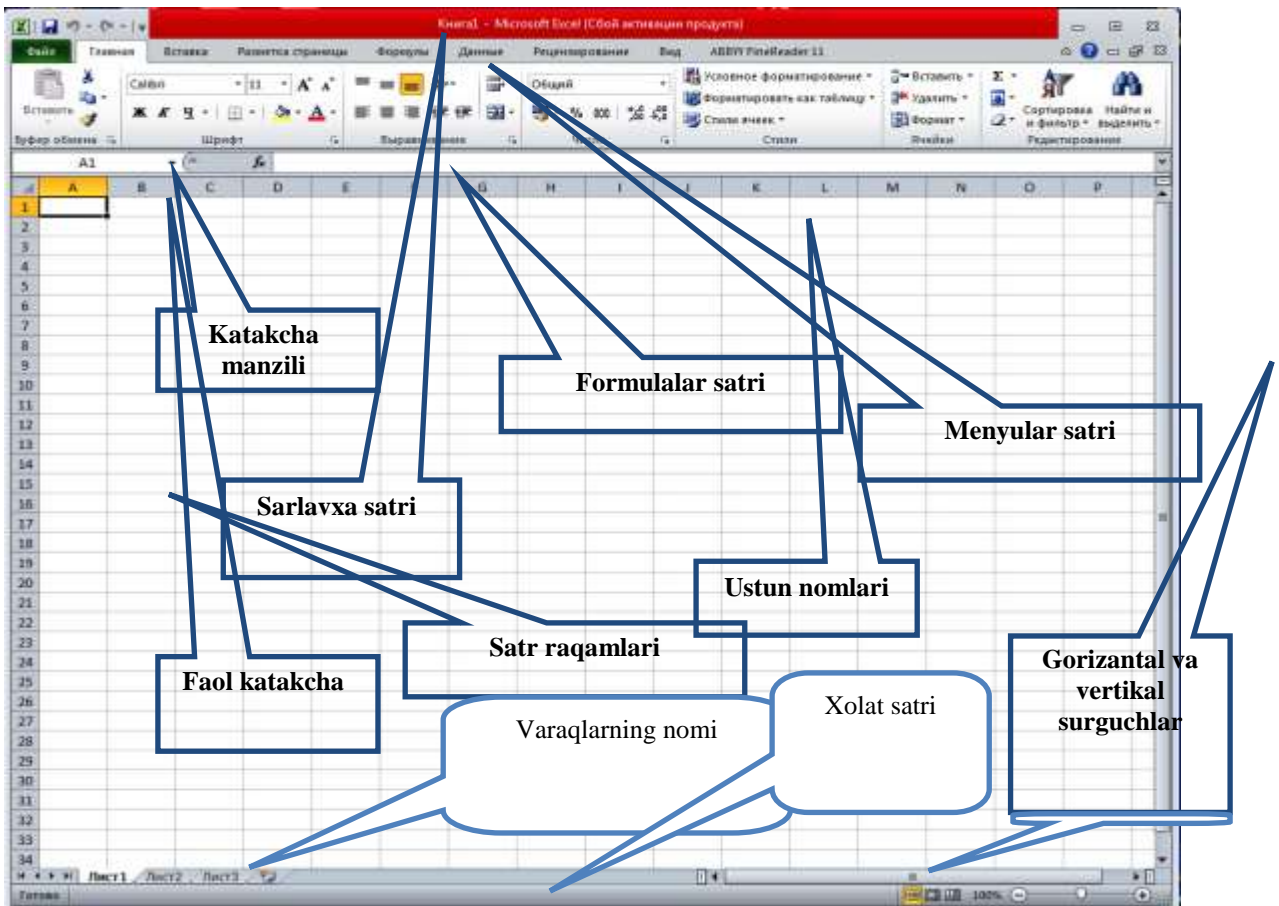 Книга1 - Microsoft Excel (Сбой активации продукта)
Файл Главная Вставка Разметка страницы Формулы Данные Рецензирование Вид ABBYY FineReader 11
Calibri 11 Общий Условное форматирование Вставить Σ
Вставить Форматировать как таблицу Удалить Сортировка Найти и
Ж К Ч % 000 Стили ячеек Формат и фильтр выделить
Буфер обмена Шрифт Выравнивание Стили Ячейки Редактирование
A1 fx
A B C D E G H I J K L M N O P
1
2
3
4
5
6
7
8
9
10
11
12
13
14
15
16
17
18
19
20
21
22
23
24
25
26
27
28
29
30
31
32
33
34
Katakcha
manzili
Formulalar satri
Menyular satri
Sarlavxa satri
Ustun nomlari
Satr raqamlari
Faol katakcha
Gorizantal va
vertikal
surguchlar
Varaqlarning nomi
Xolat satri
Лист1 Лист2 Лист3
Готово 100%